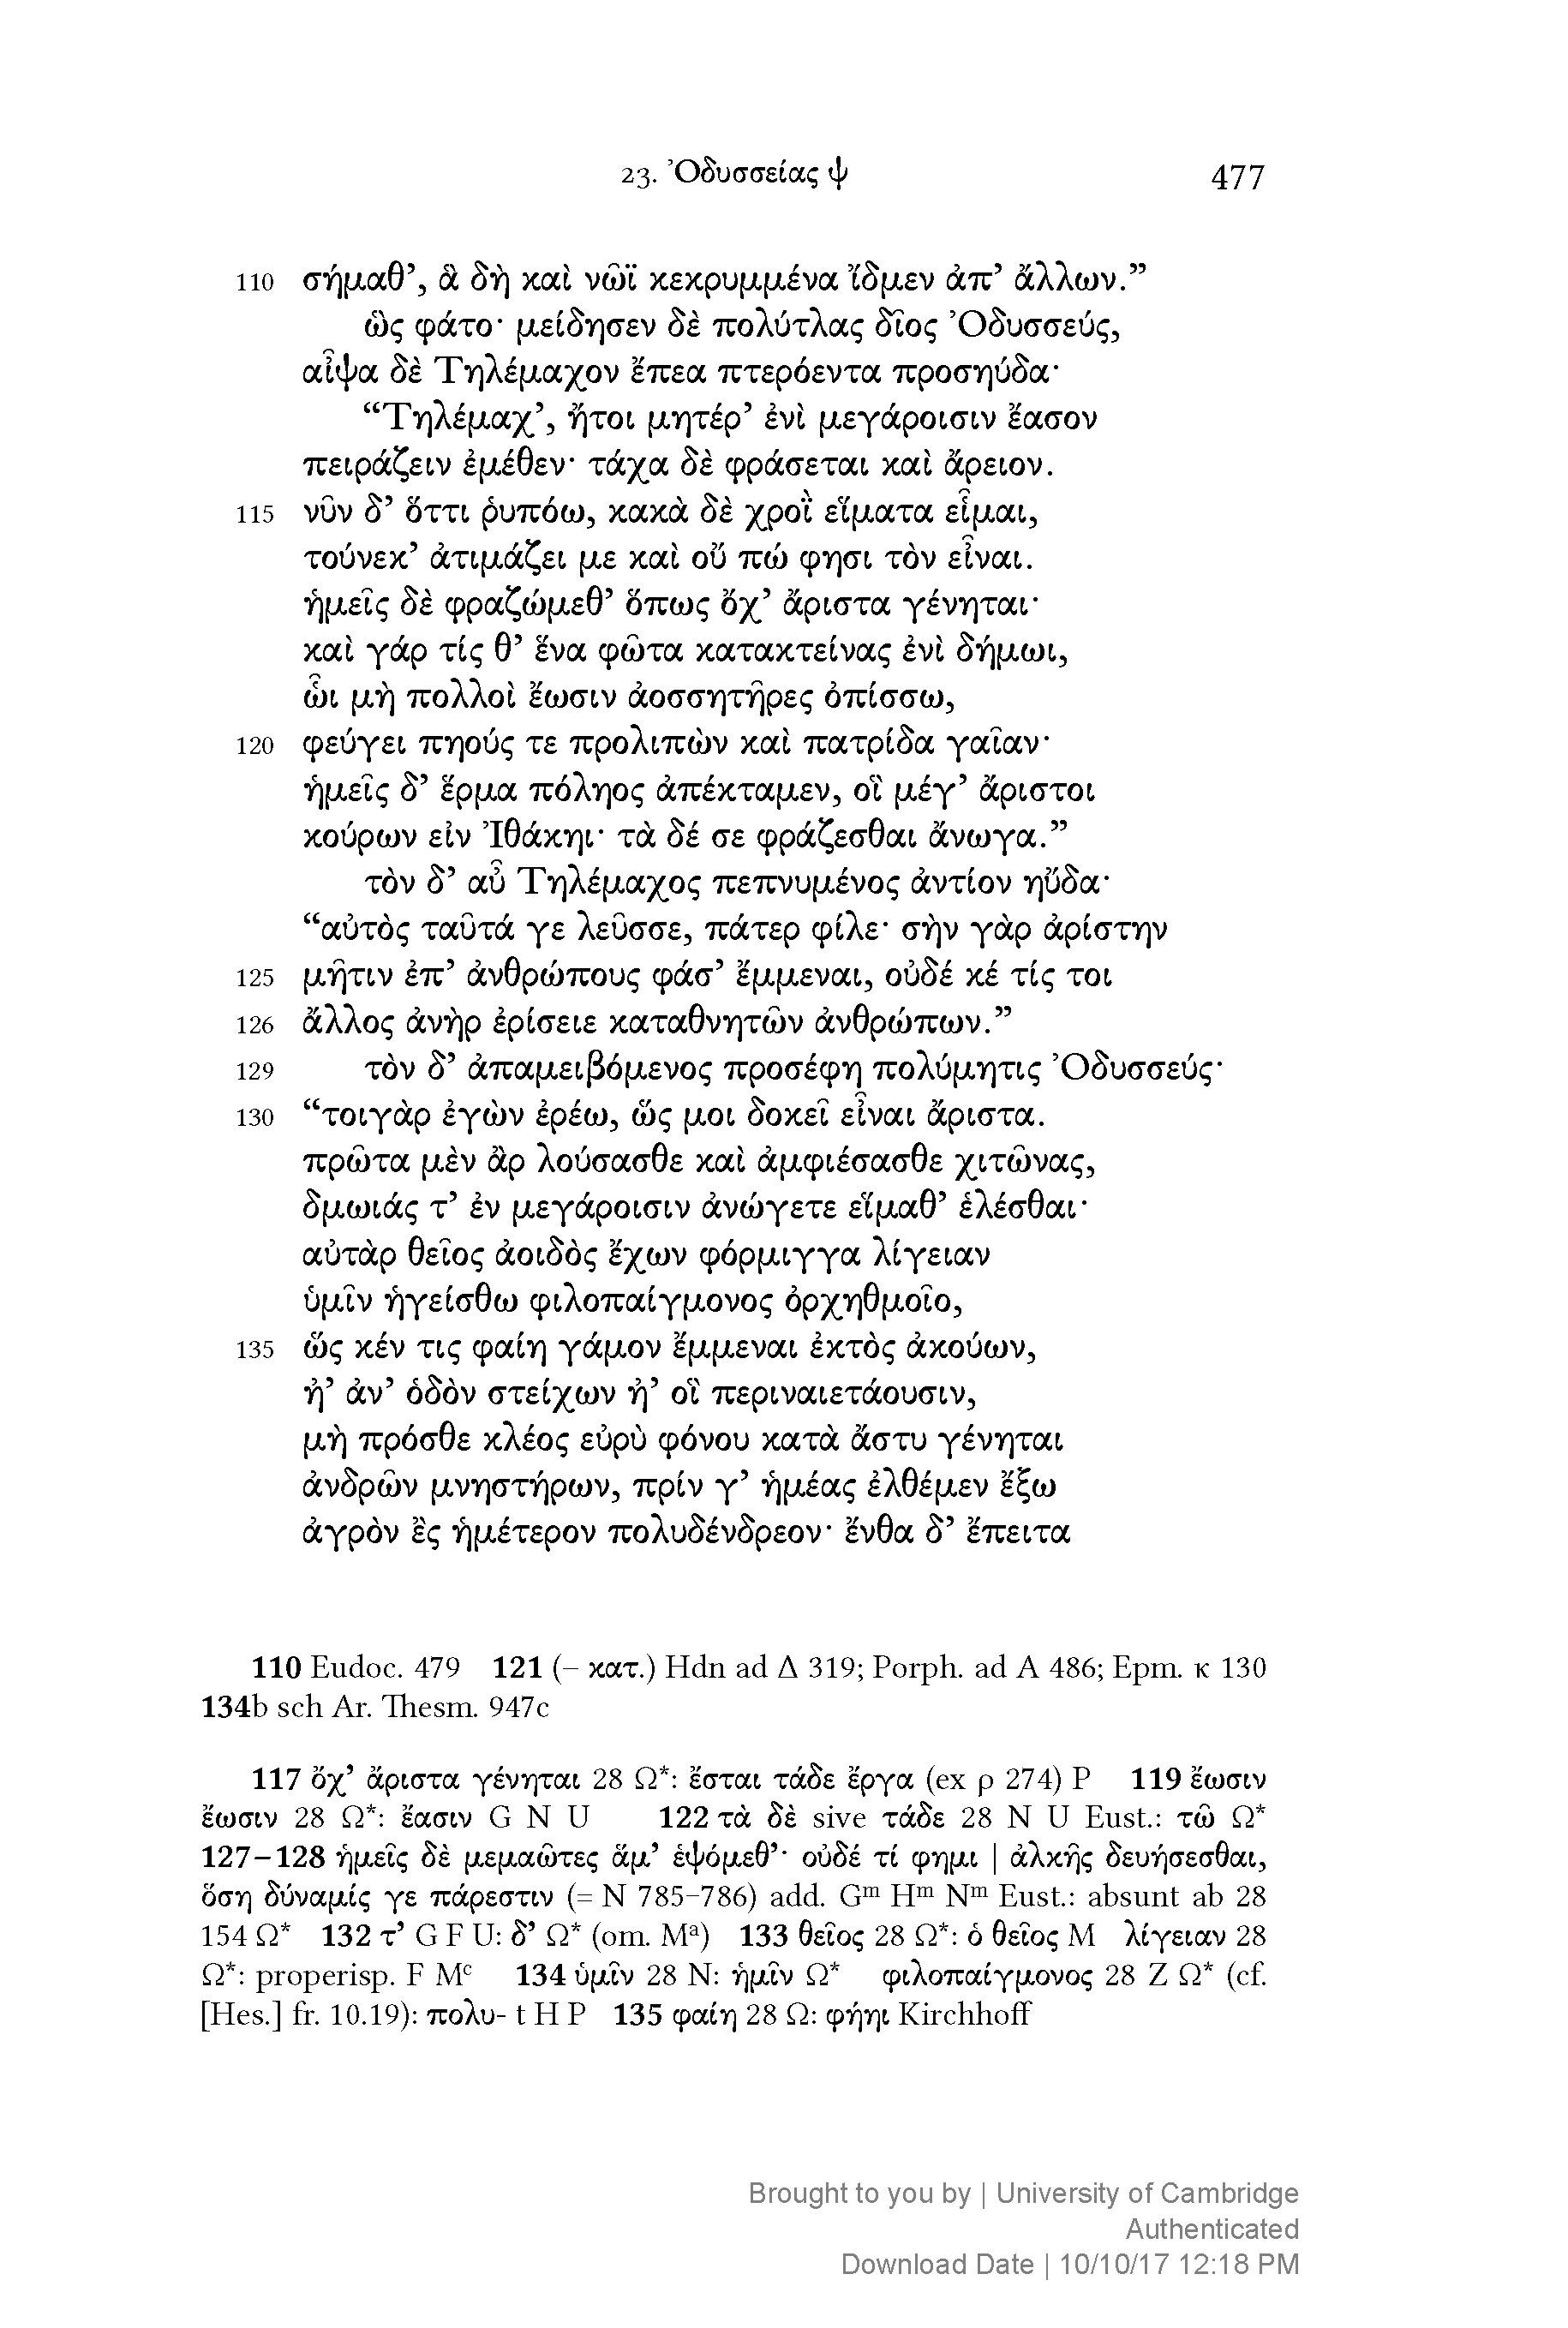 23. Ὀδυσσείας ψ 477
110 σήμαθ’, ἃ δὴ καὶ νῶϊ κεκρυμμένα ἴδμεν ἀπ’ ἄλλων.”
ὣς φάτο· μείδησεν δὲ πολύτλας δῖος Ὀδυσσεύς,
αἶψα δὲ Τηλέμαχον ἔπεα πτερόεντα προσηύδα·
“Τηλέμαχ’, ἤτοι μητέρ’ ἐνὶ μεγάροισιν ἔασον
πειράζειν ἐμέθεν· τάχα δὲ φράσεται καὶ ἄρειον.
115 νῦν δ’ ὅττι ῥυπόω, κακὰ δὲ χροῒ εἵματα εἷμαι,
τούνεκ’ ἀτιμάζει με καὶ οὔ πώ φησι τὸν εἶναι.
ἡμεῖς δὲ φραζώμεθ’ ὅπως ὄχ’ ἄριστα γένηται·
καὶ γάρ τίς θ’ ἕνα φῶτα κατακτείνας ἐνὶ δήμωι,
ὧι μὴ πολλοὶ ἔωσιν ἀοσσητῆρες ὀπίσσω,
120 φεύγει πηούς τε προλιπὼν καὶ πατρίδα γαῖαν·
ἡμεῖς δ’ ἕρμα πόληος ἀπέκταμεν, οἳ μέγ’ ἄριστοι
κούρων εἰν Ἰθάκηι· τὰ δέ σε φράζεσθαι ἄνωγα.”
τὸν δ’ αὖ Τηλέμαχος πεπνυμένος ἀντίον ηὔδα·
“αὐτὸς ταῦτά γε λεῦσσε, πάτερ φίλε· σὴν γὰρ ἀρίστην
125 μῆτιν ἐπ’ ἀνθρώπους φάσ’ ἔμμεναι, οὐδέ κέ τίς τοι
126 ἄλλος ἀνὴρ ἐρίσειε καταθνητῶν ἀνθρώπων.”
129 τὸν δ’ ἀπαμειβόμενος προσέφη πολύμητις Ὀδυσσεύς·
130 “τοιγὰρ ἐγὼν ἐρέω, ὥς μοι δοκεῖ εἶναι ἄριστα.
πρῶτα μὲν ἂρ λούσασθε καὶ ἀμφιέσασθε χιτῶνας,
δμωιάς τ’ ἐν μεγάροισιν ἀνώγετε εἵμαθ’ ἑλέσθαι·
αὐτὰρ θεῖος ἀοιδὸς ἔχων φόρμιγγα λίγειαν
ὑμῖν ἡγείσθω φιλοπαίγμονος ὀρχηθμοῖο,
135 ὥς κέν τις φαίη γάμον ἔμμεναι ἐκτὸς ἀκούων,
ἠ’ ἀν’ ὁδὸν στείχων ἠ’ οἳ περιναιετάουσιν,
μὴ πρόσθε κλέος εὐρὺ φόνου κατὰ ἄστυ γένηται
ἀνδρῶν μνηστήρων, πρίν γ’ ἡμέας ἐλθέμεν ἔξω
ἀγρὸν ἒς ἡμέτερον πολυδένδρεον· ἔνθα δ’ ἔπειτα
110 Eudoc. 479 121 (– κατ.) Hdn ad Δ 319; Porph. ad A 486; Epm. κ 130
134b sch Ar. Thesm. 947c
117 ὄχ’ ἄριστα γένηται 28 Ω*: ἔσται τάδε ἔργα (ex ρ 274) P 119 ἔωσιν
ἔωσιν 28 Ω*: ἔασιν G N U 122 τὰ δὲ sive τάδε 28 N U Eust.: τῶ Ω*
127–128 ἡμεῖς δὲ μεμαῶτες ἅμ’ ἑψόμεθ’· οὐδέ τί φημι | ἀλκῆς δευήσεσθαι,
ὅση δύναμίς γε πάρεστιν (= N 785–786) add. Gᵐ Hᵐ Nᵐ Eust.: absunt ab 28
154 Ω* 132 τ’ G F U: δ’ Ω* (om. Mᵃ) 133 θεῖος 28 Ω*: ὁ θεῖος M λίγειαν 28
Ω*: properisp. F Mᶜ 134 ὑμῖν 28 N: ἡμῖν Ω* φιλοπαίγμονος 28 Z Ω* (cf.
[Hes.] fr. 10.19): πολυ- t H P 135 φαίη 28 Ω: φήηι Kirchhoff
Brought to you by | University of Cambridge
Authenticated
Download Date | 10/10/17 12:18 PM